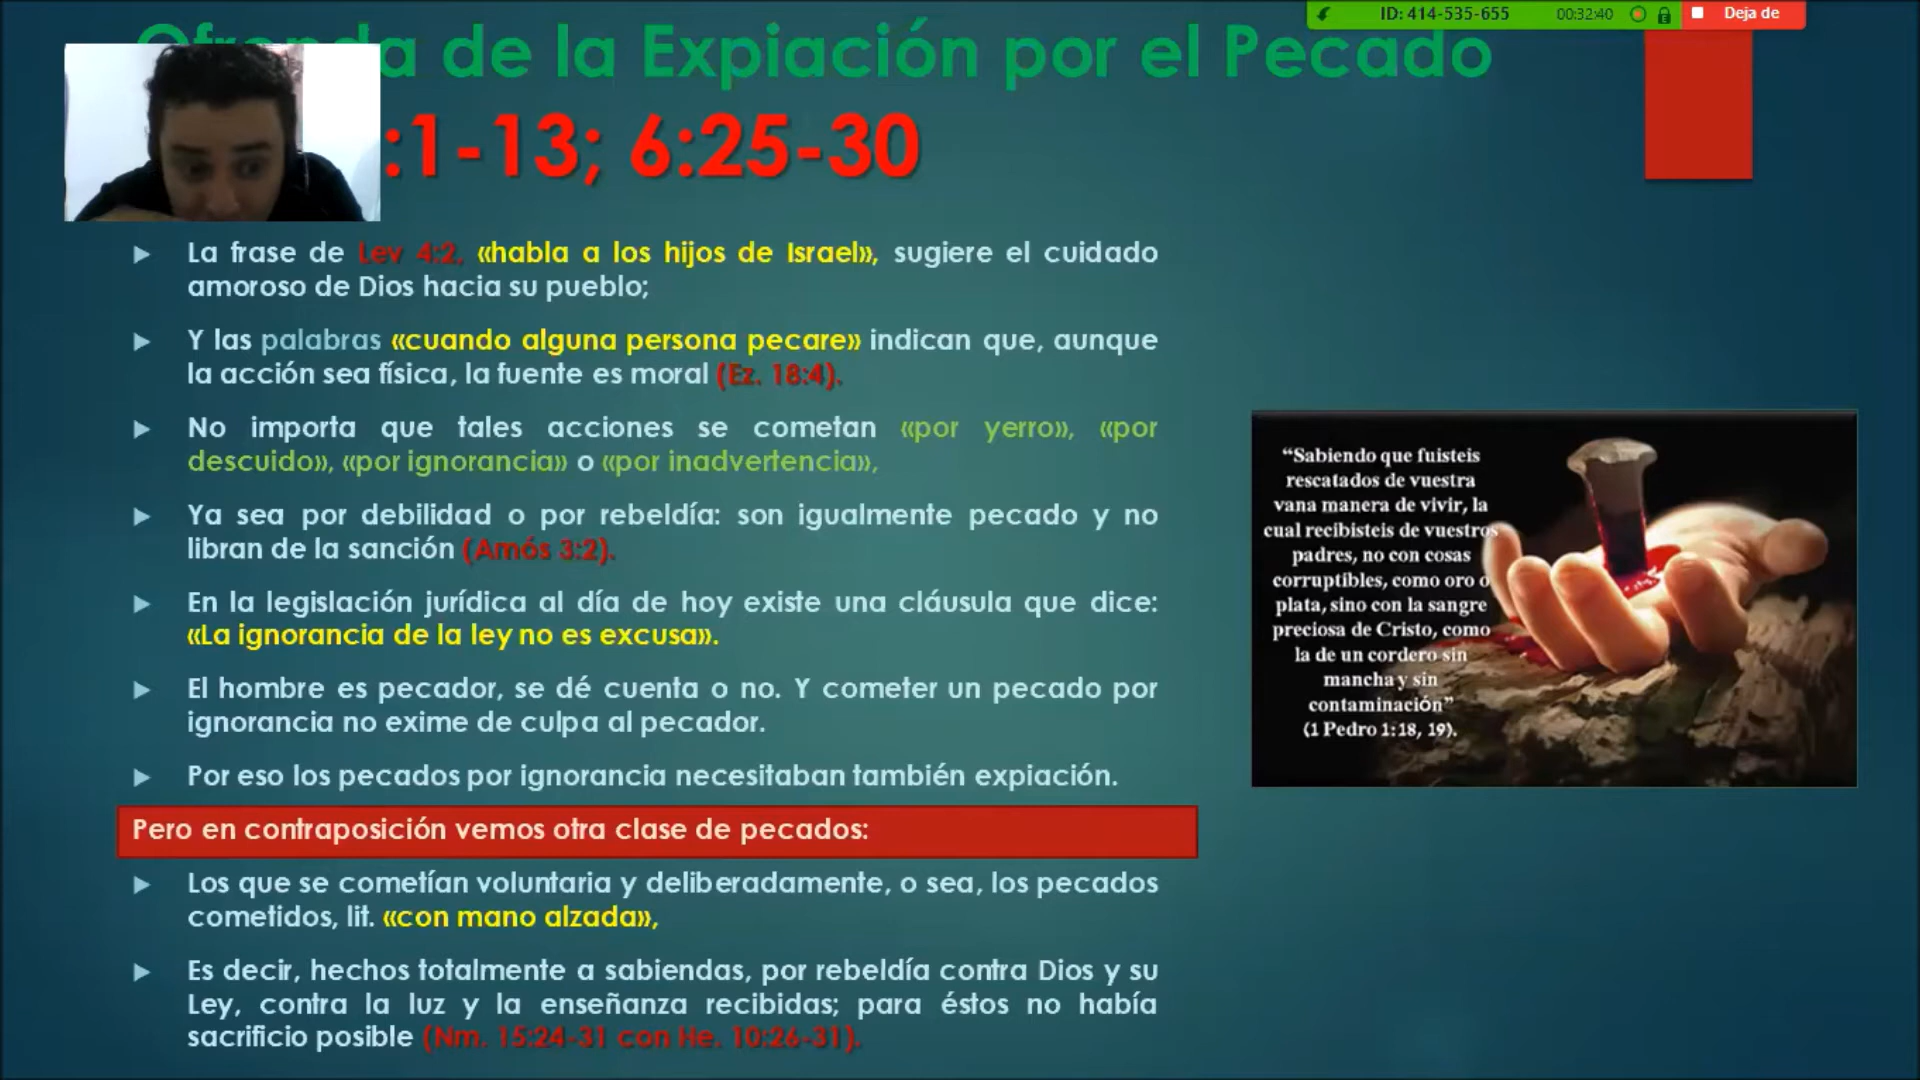 ID: 414-535-655 00:32:40 Deja de
de la Expiación por el Pecado
:1-13; 6:25-30
La frase de Lev 4:2, «habla a los hijos de Israel», sugiere el cuidado
amoroso de Dios hacia su pueblo;
Y las palabras «cuando alguna persona pecare» indican que, aunque
la acción sea física, la fuente es moral (Ez. 18:4).
No importa que tales acciones se cometan «por yerro», «por
descuido», «por ignorancia» o «por inadvertencia»,
Ya sea por debilidad o por rebeldía: son igualmente pecado y no
libran de la sanción (Amós 3:2).
En la legislación jurídica al día de hoy existe una cláusula que dice:
«La ignorancia de la ley no es excusa».
El hombre es pecador, se dé cuenta o no. Y cometer un pecado por
ignorancia no exime de culpa al pecador.
Por eso los pecados por ignorancia necesitaban también expiación.
Pero en contraposición vemos otra clase de pecados:
Los que se cometían voluntaria y deliberadamente, o sea, los pecados
cometidos, lit. «con mano alzada»,
Es decir, hechos totalmente a sabiendas, por rebeldía contra Dios y su
Ley, contra la luz y la enseñanza recibidas; para éstos no había
sacrificio posible (Nm. 15:24-31 con He. 10:26-31).
“Sabiendo que fuisteis
rescatados de vuestra
vana manera de vivir, la
cual recibisteis de vuestros
padres, no con cosas
corruptibles, como oro o
plata, sino con la sangre
preciosa de Cristo, como
la de un cordero sin
mancha y sin
contaminación”
(1 Pedro 1:18, 19).